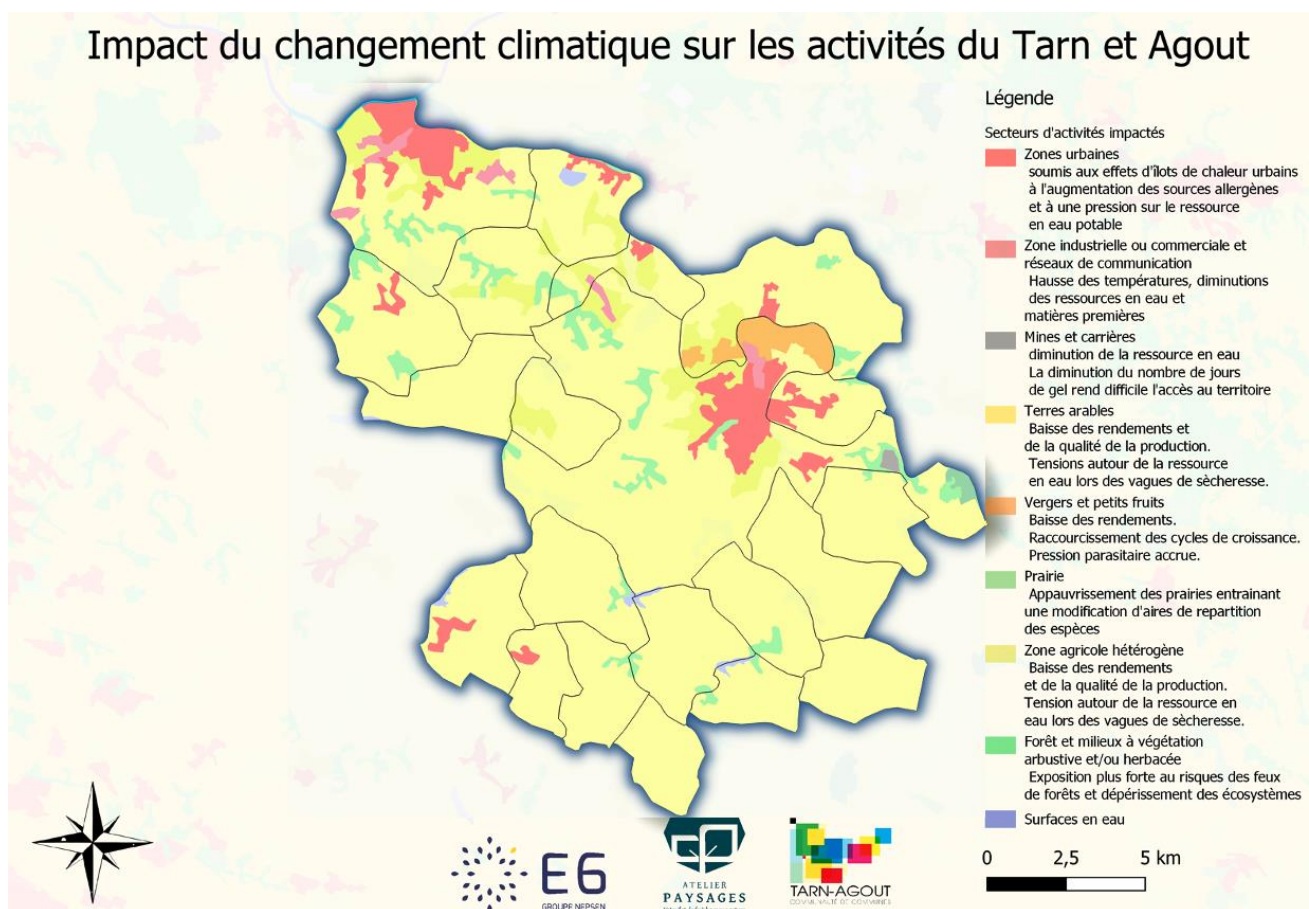 Impact du changement climatique sur les activités du Tarn et Agout
Légende
Secteurs d'activités impactés
Zones urbaines
soumis aux effets d'îlots de chaleur urbains
à l'augmentation des sources allergènes
et à une pression sur le ressource
en eau potable
Zone industrielle ou commerciale et
réseaux de communication
Hausse des températures, diminutions
des ressources en eau et
matières premières
Mines et carrières
diminution de la ressource en eau
La diminution du nombre de jours
de gel rend difficile l'accès au territoire
Terres arables
Baisse des rendements et
de la qualité de la production.
Tensions autour de la ressource
en eau lors des vagues de sècheresse.
Vergers et petits fruits
Baisse des rendements.
Raccourcissement des cycles de croissance.
Pression parasitaire accrue.
Prairie
Appauvrissement des prairies entrainant
une modification d'aires de repartition
des espèces
Zone agricole hétérogène
Baisse des rendements
et de la qualité de la production.
Tension autour de la ressource en
eau lors des vagues de sècheresse.
Forêt et milieux à végétation
arbustive et/ou herbacée
Exposition plus forte au risques des feux
de forêts et dépérissement des écosystèmes
Surfaces en eau
0 2,5 5 km
E6
GROUPE NEPSEN
ATELIER
PAYSAGES
TARN-AGOUT
COMMUNAUTÉ DE COMMUNES